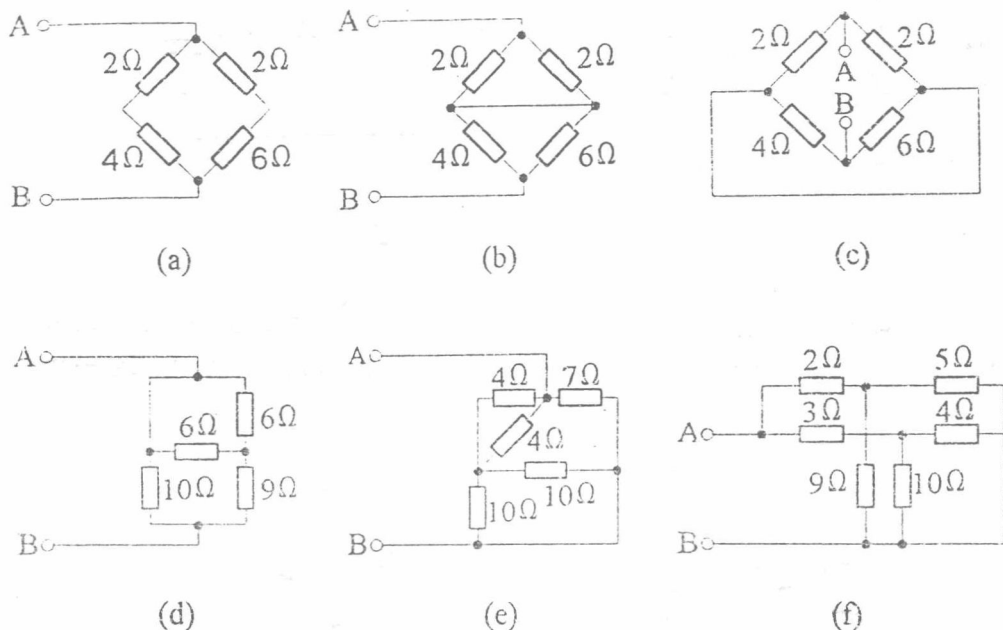 A
2Ω 2Ω
4Ω 6Ω
B
(a)
A
2Ω 2Ω
4Ω 6Ω
B
(b)
2Ω 2Ω
A
B
4Ω 6Ω
(c)
A
6Ω
6Ω
10Ω 9Ω
B
(d)
A
4Ω 7Ω
4Ω
10Ω
10Ω
B
(e)
2Ω 5Ω
A 3Ω 4Ω
9Ω 10Ω
B
(f)